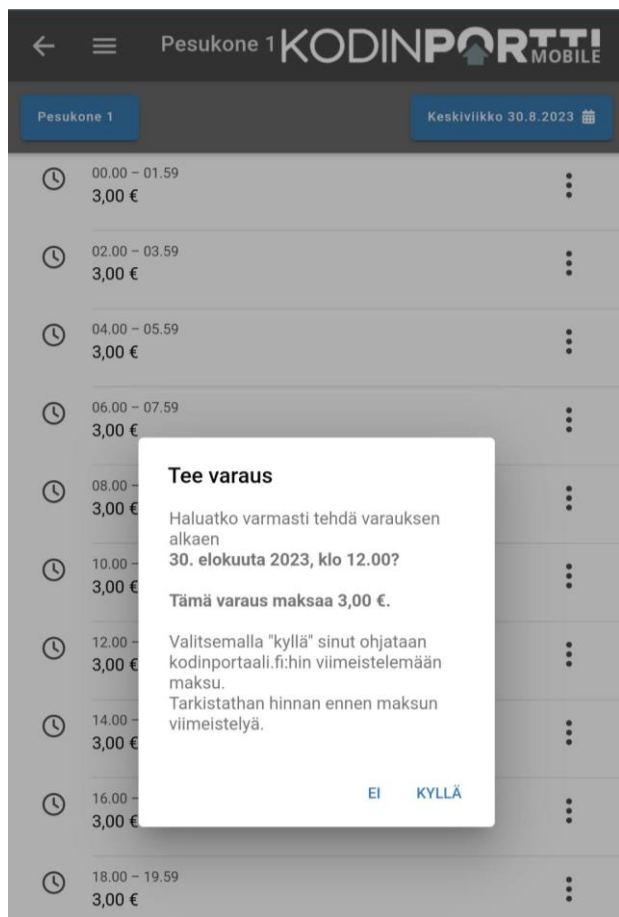 Pesukone 1 KODINPORTTI
MOBILE
Pesukone 1
Keskiviikko 30.8.2023
00.00 – 01.59
3,00 €
02.00 – 03.59
3,00 €
04.00 – 05.59
3,00 €
06.00 – 07.59
3,00 €
08.00 –
3,00 €
10.00 –
3,00 €
12.00 –
3,00 €
14.00 –
3,00 €
16.00 –
3,00 €
18.00 – 19.59
3,00 €
Tee varaus
Haluatko varmasti tehdä varauksen
alkaen
30. elokuuta 2023, klo 12.00?
Tämä varaus maksaa 3,00 €.
Valitsemalla "kyllä" sinut ohjataan
kodinportaali.fi:hin viimeistelemään
maksu.
Tarkistathan hinnan ennen maksun
viimeistelyä.
EI KYLLÄ